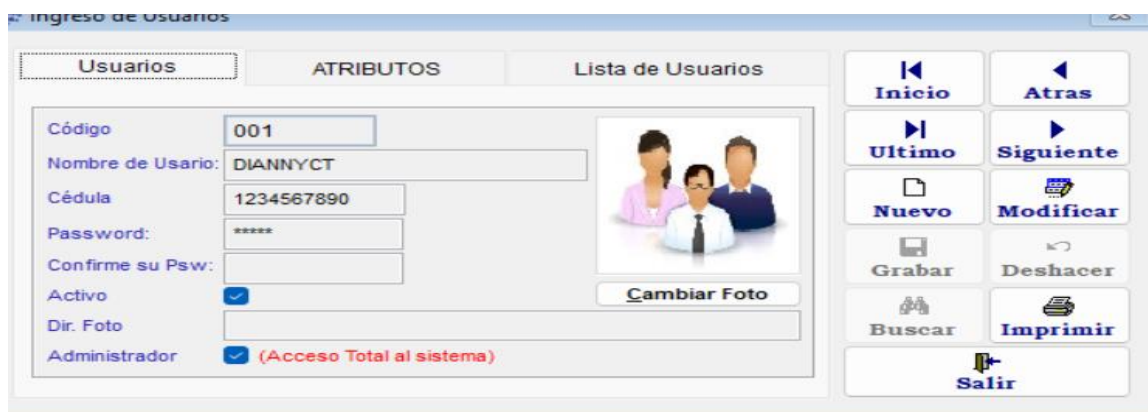 Ingreso de Usuarios
Usuarios ATRIBUTOS Lista de Usuarios
Código 001
Nombre de Usario: DIANNYCT
Cédula 1234567890
Password: *****
Confirme su Psw:
Activo
Dir. Foto
Administrador (Acceso Total al sistema)
Cambiar Foto
Inicio Atras
Ultimo Siguiente
Nuevo Modificar
Grabar Deshacer
Buscar Imprimir
Salir